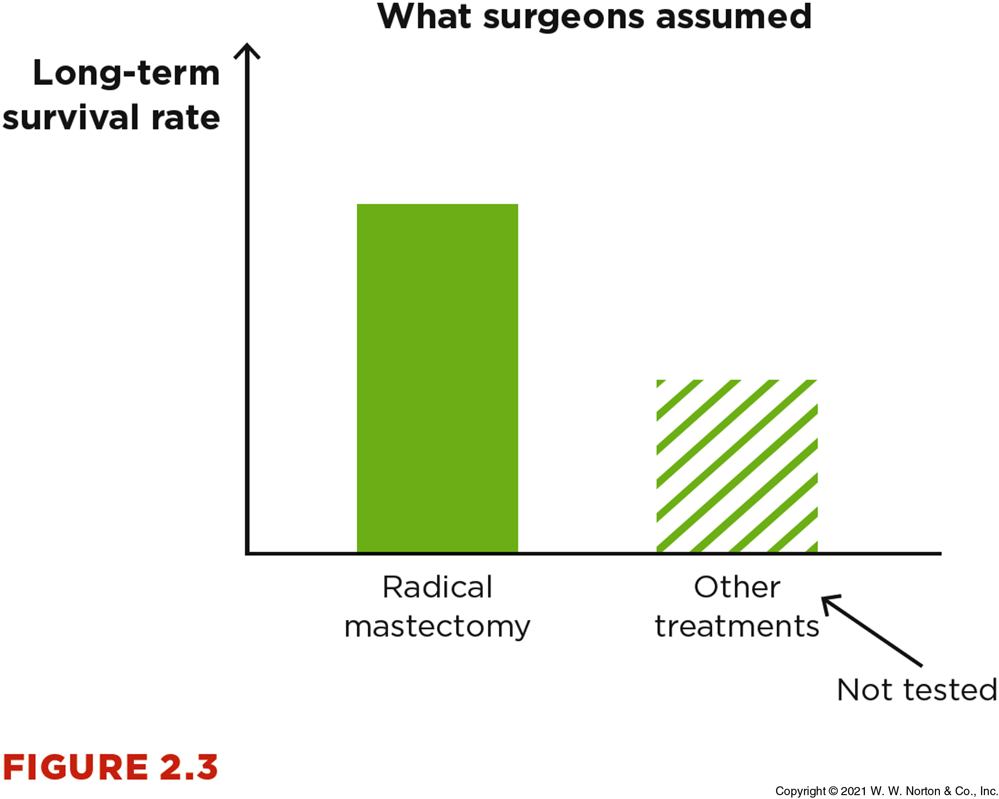 What surgeons assumed
Long-term
survival rate
Radical
mastectomy
Other
treatments
Not tested
FIGURE 2.3
Copyright © 2021 W. W. Norton & Co., Inc.